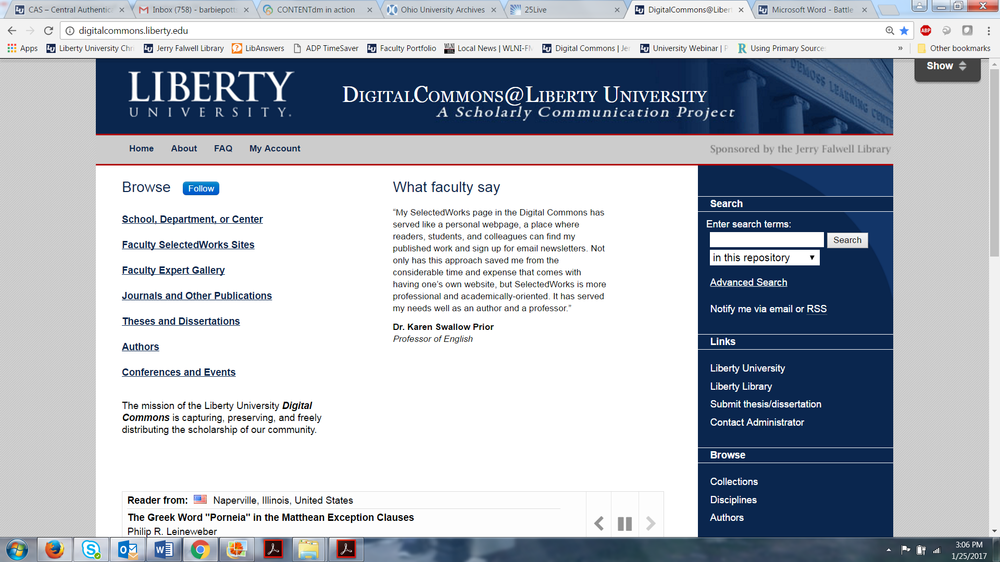 CAS – Central Authentica
Inbox (758) - barbiepotts
CONTENTdm in action
Ohio University Archives
25Live
DigitalCommons@Libert
Microsoft Word - Battle
digitalcommons.liberty.edu
ABP
Apps
Liberty University Chri
Jerry Falwell Library
LibAnswers
ADP TimeSaver
Faculty Portfolio
Local News | WLNI-FM
Digital Commons | Jer
University Webinar | P
Using Primary Sources
»
Other bookmarks
Show
LIBERTY
UNIVERSITY.
DIGITALCOMMONS@LIBERTY UNIVERSITY
A Scholarly Communication Project
DEMOSS LEARNING CENTER
Home
About
FAQ
My Account
Sponsored by the Jerry Falwell Library
Browse
Follow
School, Department, or Center
Faculty SelectedWorks Sites
Faculty Expert Gallery
Journals and Other Publications
Theses and Dissertations
Authors
Conferences and Events
The mission of the Liberty University Digital
Commons is capturing, preserving, and freely
distributing the scholarship of our community.
What faculty say
“My SelectedWorks page in the Digital Commons has
served like a personal webpage, a place where
readers, students, and colleagues can find my
published work and sign up for email newsletters. Not
only has this approach saved me from the
considerable time and expense that comes with
having one’s own website, but SelectedWorks is more
professional and academically-oriented. It has served
my needs well as an author and a professor.”
Dr. Karen Swallow Prior
Professor of English
Search
Enter search terms:
Search
in this repository
Advanced Search
Notify me via email or RSS
Links
Liberty University
Liberty Library
Submit thesis/dissertation
Contact Administrator
Browse
Collections
Disciplines
Authors
Reader from:
Naperville, Illinois, United States
The Greek Word "Porneia" in the Matthean Exception Clauses
Philip R. Leineweber
3:06 PM
1/25/2017